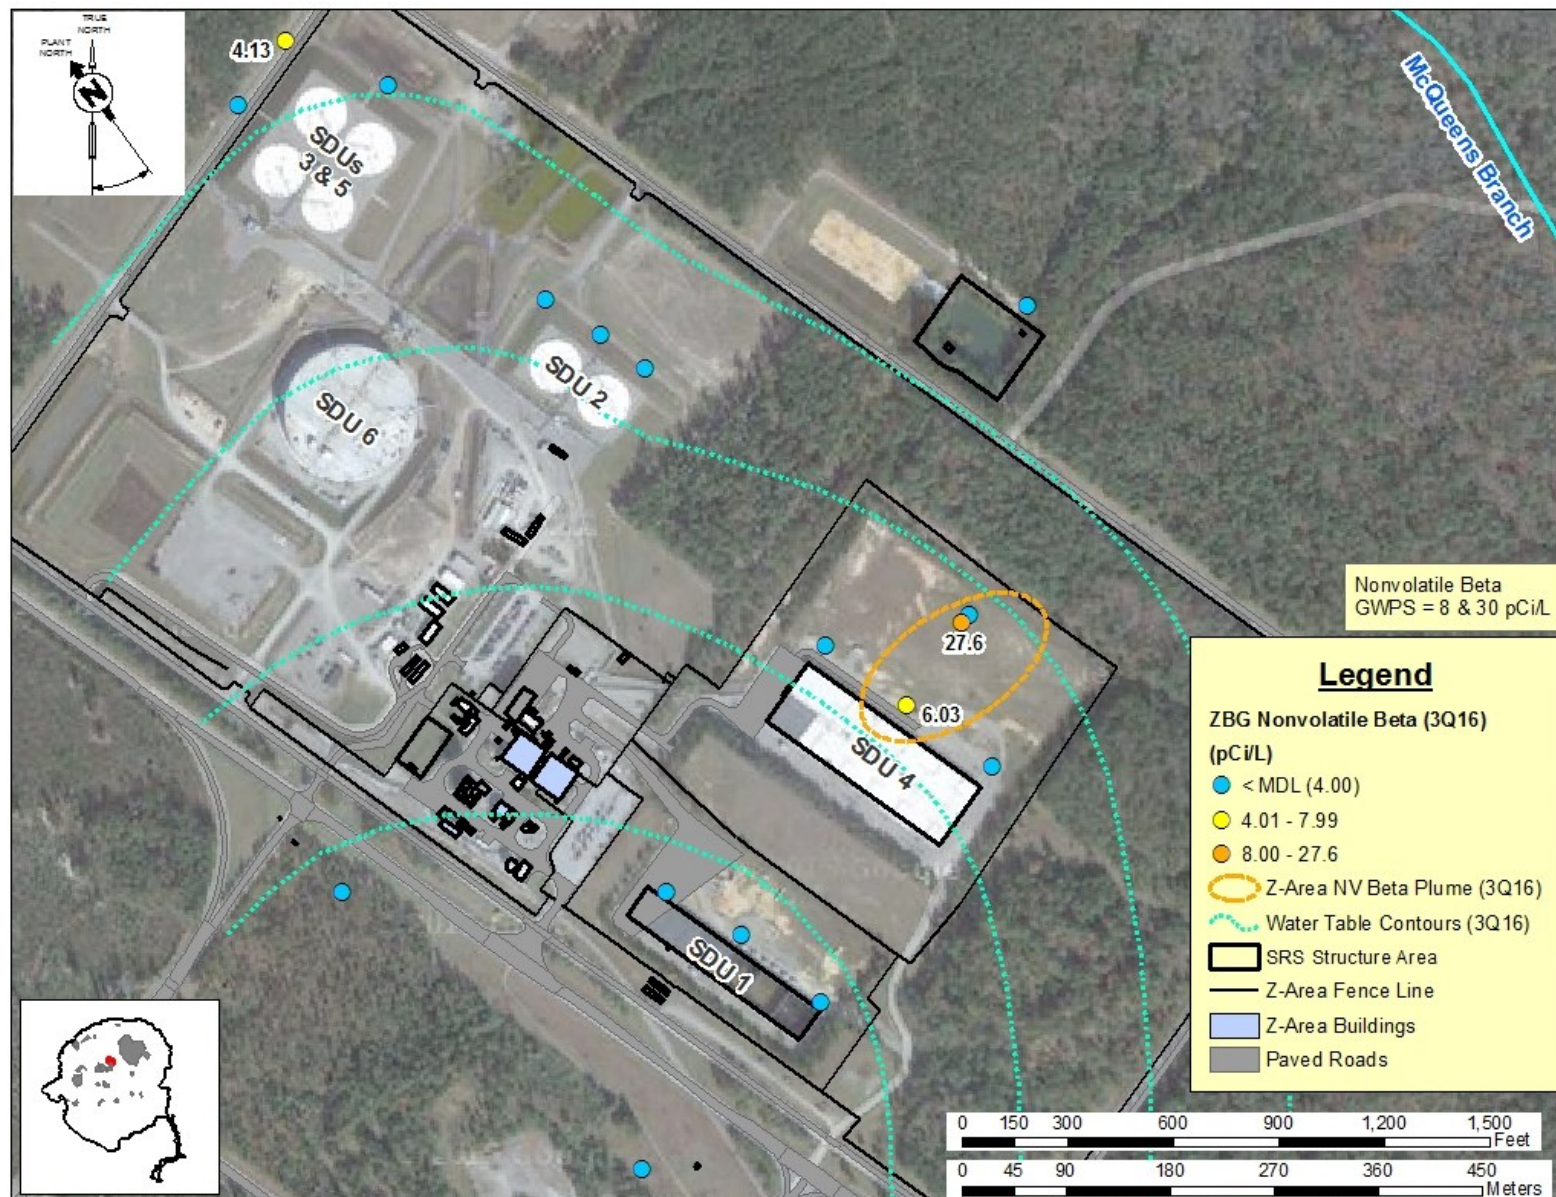 TRUE
NORTH
PLANT
NORTH
N
4.13
SDUs
3 & 5
McQueens Branch
SDU 6
SDU 2
Nonvolatile Beta
GWPS = 8 & 30 pCi/L
27.6
6.03
SDU 4
SDU 1
Legend
ZBG Nonvolatile Beta (3Q16)
(pCi/L)
< MDL (4.00)
4.01 - 7.99
8.00 - 27.6
Z-Area NV Beta Plume (3Q16)
Water Table Contours (3Q16)
SRS Structure Area
Z-Area Fence Line
Z-Area Buildings
Paved Roads
0 150 300 600 900 1,200 1,500
Feet
0 45 90 180 270 360 450
Meters